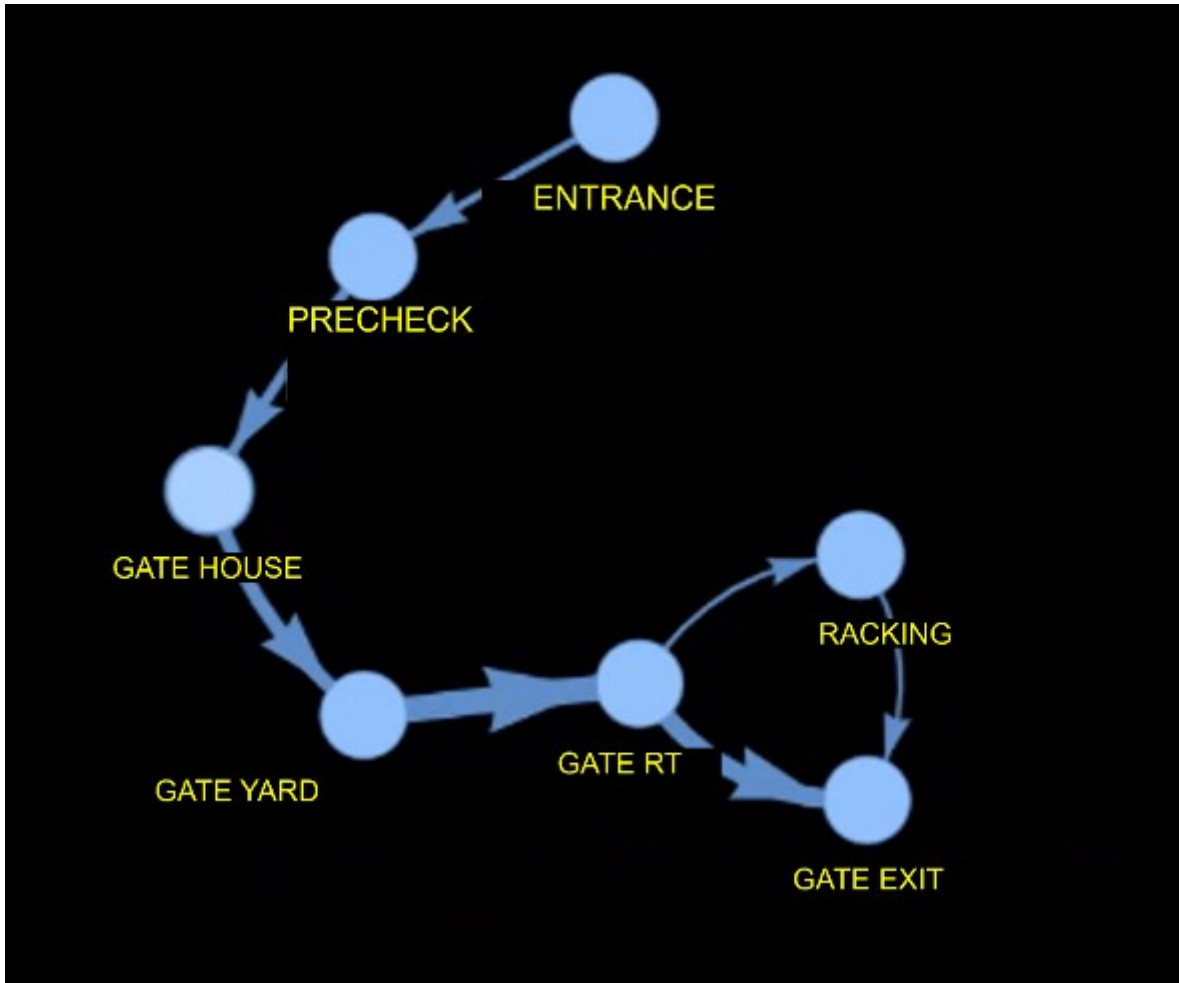 ENTRANCE
PRECHECK
GATE HOUSE
RACKING
GATE RT
GATE YARD
GATE EXIT